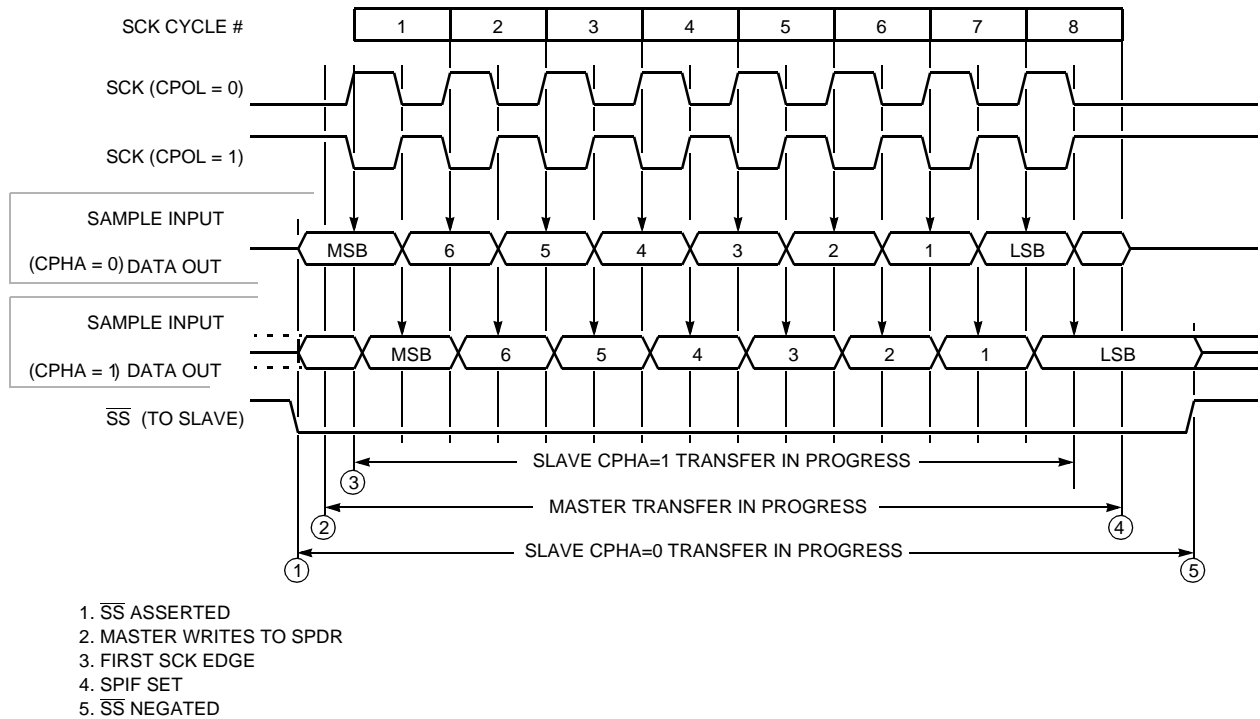 SCK CYCLE #
1 2 3 4 5 6 7 8
SCK (CPOL = 0)
SCK (CPOL = 1)
SAMPLE INPUT
MSB 6 5 4 3 2 1 LSB
(CPHA = 0) DATA OUT
SAMPLE INPUT
MSB 6 5 4 3 2 1 LSB
(CPHA = 1) DATA OUT
SS (TO SLAVE)
SLAVE CPHA=1 TRANSFER IN PROGRESS
3
MASTER TRANSFER IN PROGRESS
2 4
SLAVE CPHA=0 TRANSFER IN PROGRESS
1 5
1. SS ASSERTED
2. MASTER WRITES TO SPDR
3. FIRST SCK EDGE
4. SPIF SET
5. SS NEGATED